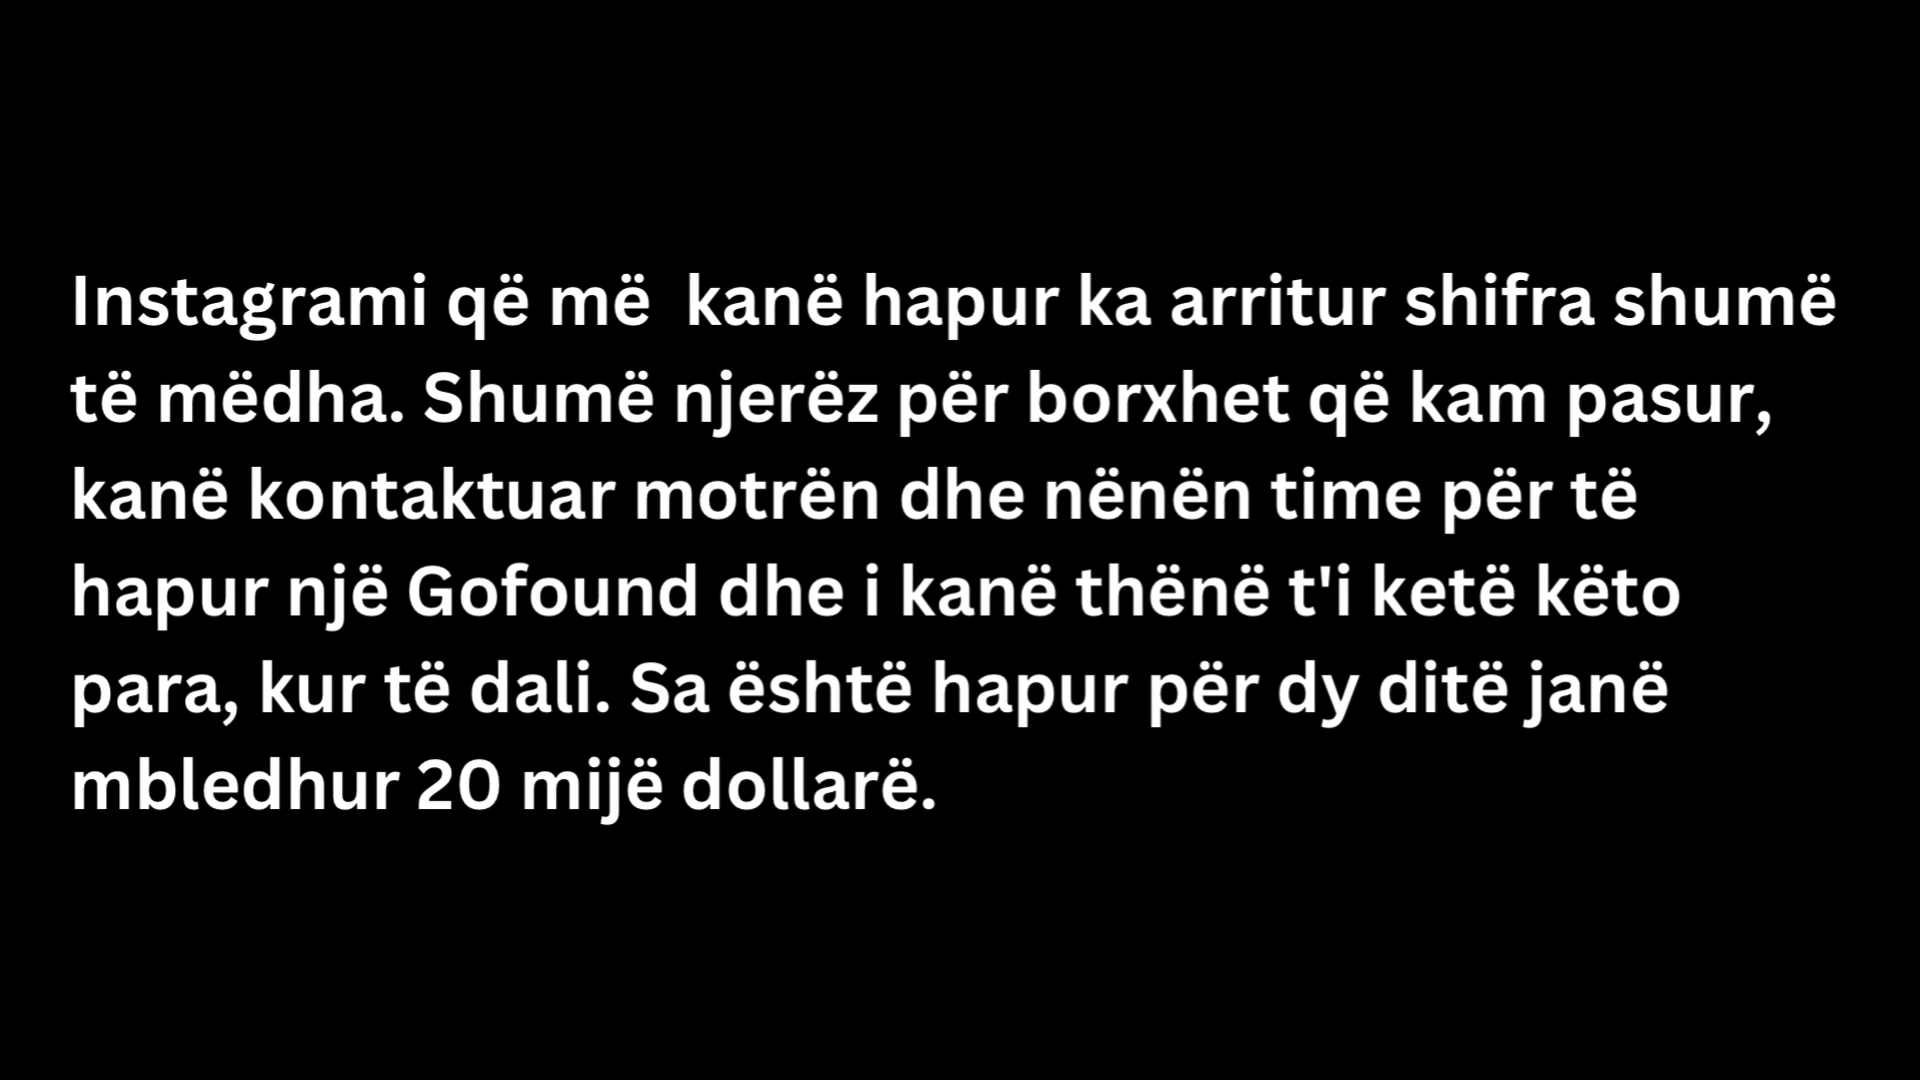 Instagrami që më  kanë hapur ka arritur shifra shumë
të mëdha. Shumë njerëz për borxhet që kam pasur,
kanë kontaktuar motrën dhe nënën time për të
hapur një Gofound dhe i kanë thënë t'i ketë këto
para, kur të dali. Sa është hapur për dy ditë janë
mbledhur 20 mijë dollarë.